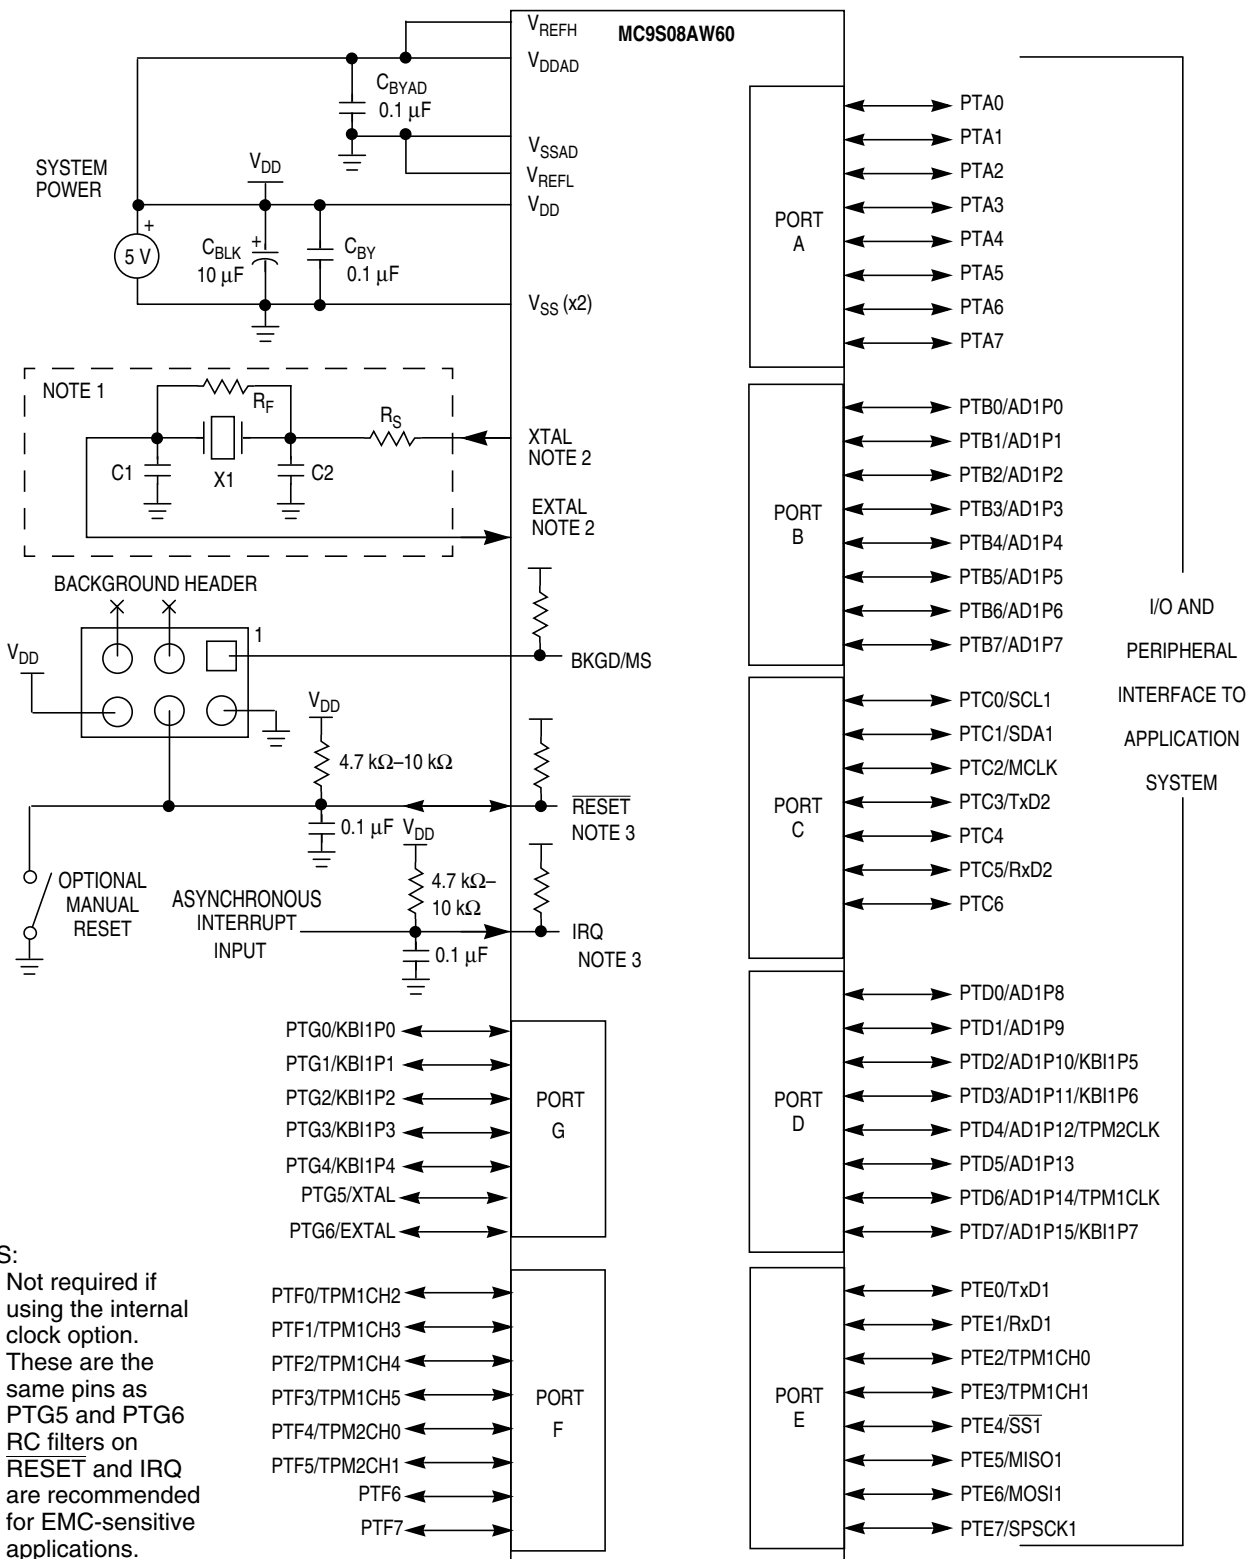 MC9S08AW60
VREFH
VDDAD
CBYAD
0.1 µF
VSSAD
VREFL
SYSTEM
POWER
VDD
VDD
+
5 V
CBLK
+
10 µF
CBY
0.1 µF
VSS (x2)
NOTE 1
RF
RS
C1
X1
C2
XTAL
NOTE 2
EXTAL
NOTE 2
BACKGROUND HEADER
1
VDD
BKGD/MS
VDD
4.7 kΩ–10 kΩ
RESET
NOTE 3
0.1 µF
VDD
OPTIONAL
MANUAL
RESET
ASYNCHRONOUS
INTERRUPT
INPUT
4.7 kΩ–
10 kΩ
0.1 µF
IRQ
NOTE 3
PTG0/KBI1P0
PTG1/KBI1P1
PTG2/KBI1P2
PTG3/KBI1P3
PTG4/KBI1P4
PTG5/XTAL
PTG6/EXTAL
PORT
G
PTF0/TPM1CH2
PTF1/TPM1CH3
PTF2/TPM1CH4
PTF3/TPM1CH5
PTF4/TPM2CH0
PTF5/TPM2CH1
PTF6
PTF7
PORT
F
S:
Not required if
using the internal
clock option.
These are the
same pins as
PTG5 and PTG6
RC filters on
RESET and IRQ
are recommended
for EMC-sensitive
applications.
PORT
A
PTA0
PTA1
PTA2
PTA3
PTA4
PTA5
PTA6
PTA7
PORT
B
PTB0/AD1P0
PTB1/AD1P1
PTB2/AD1P2
PTB3/AD1P3
PTB4/AD1P4
PTB5/AD1P5
PTB6/AD1P6
PTB7/AD1P7
PORT
C
PTC0/SCL1
PTC1/SDA1
PTC2/MCLK
PTC3/TxD2
PTC4
PTC5/RxD2
PTC6
PORT
D
PTD0/AD1P8
PTD1/AD1P9
PTD2/AD1P10/KBI1P5
PTD3/AD1P11/KBI1P6
PTD4/AD1P12/TPM2CLK
PTD5/AD1P13
PTD6/AD1P14/TPM1CLK
PTD7/AD1P15/KBI1P7
PORT
E
PTE0/TxD1
PTE1/RxD1
PTE2/TPM1CH0
PTE3/TPM1CH1
PTE4/SS1
PTE5/MISO1
PTE6/MOSI1
PTE7/SPSCK1
I/O AND
PERIPHERAL
INTERFACE TO
APPLICATION
SYSTEM